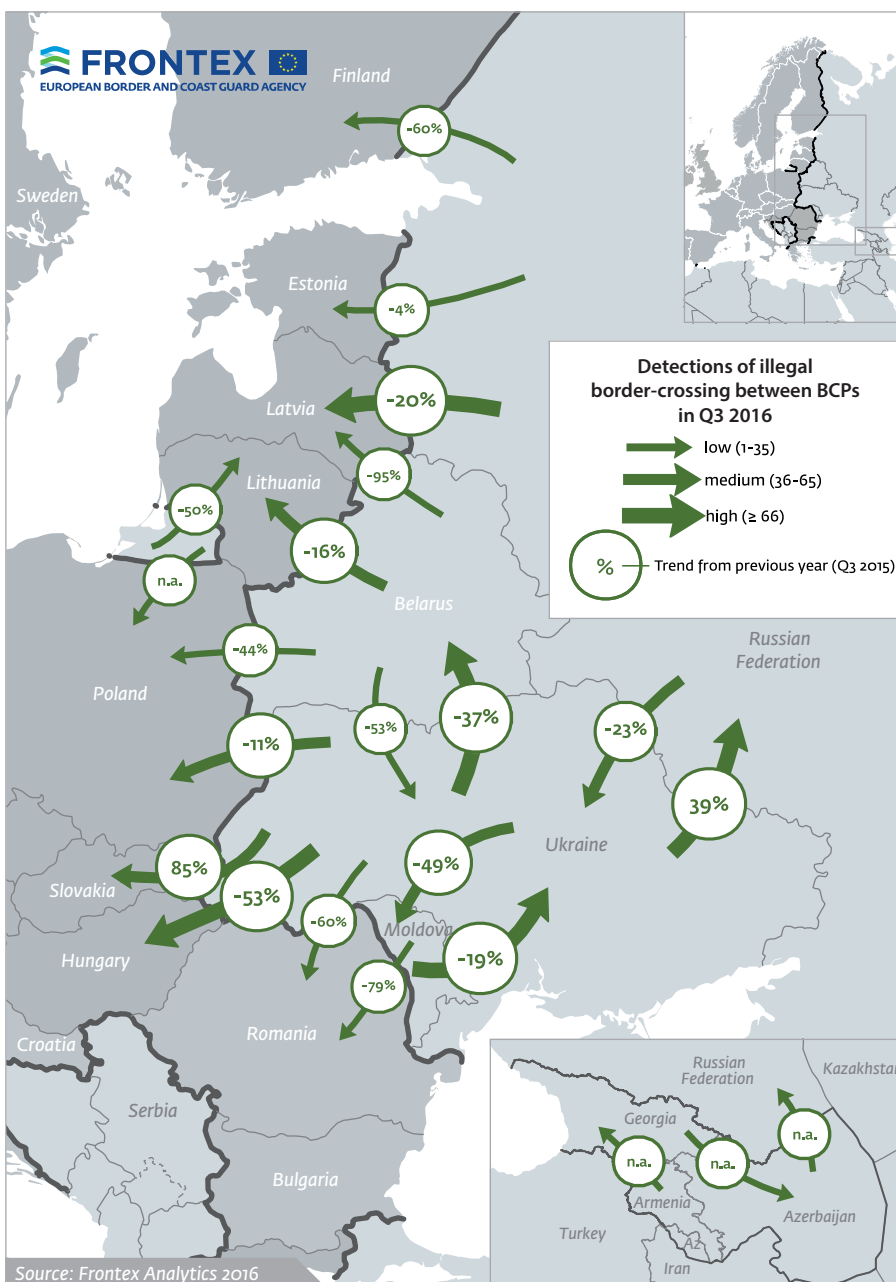 FRONTEX
EUROPEAN BORDER AND COAST GUARD AGENCY
Finland
-60%
Sweden
Estonia
-4%
Detections of illegal
border-crossing between BCPs
in Q3 2016
low (1-35)
medium (36-65)
high (≥ 66)
% Trend from previous year (Q3 2015)
Latvia
-20%
-95%
Lithuania
-50%
-16%
n.a.
Belarus
Russian
Federation
-44%
Poland
-11%
-53%
-37%
-23%
39%
Ukraine
85%
-49%
Slovakia
-53%
-60%
Moldova
Hungary
-19%
-79%
Romania
Croatia
Serbia
Bulgaria
Russian
Federation
Kazakhstan
Georgia
n.a.
n.a.
n.a.
Armenia
Azerbaijan
Turkey
Az
Iran
Source: Frontex Analytics 2016